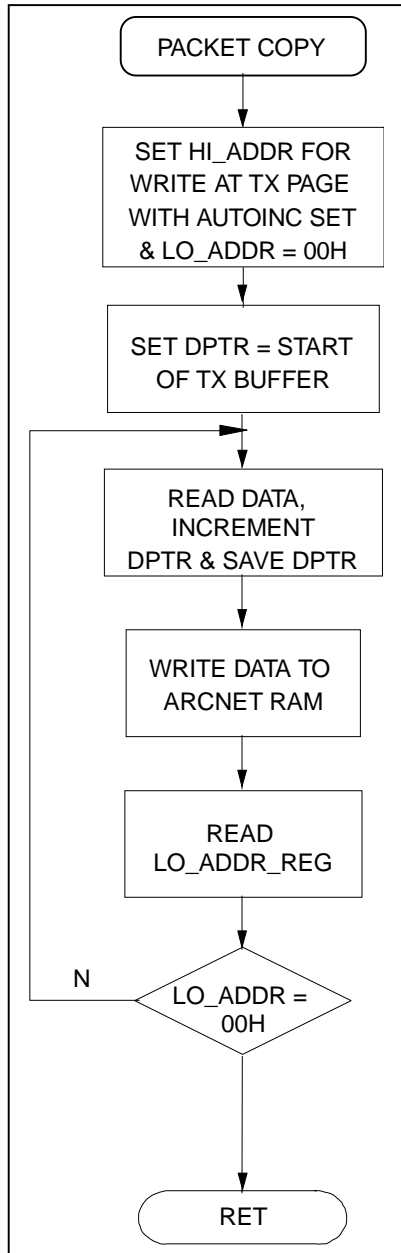 PACKET COPY
SET HI_ADDR FOR
WRITE AT TX PAGE
WITH AUTOINC SET
& LO_ADDR = 00H
SET DPTR = START
OF TX BUFFER
READ DATA,
INCREMENT
DPTR & SAVE DPTR
WRITE DATA TO
ARCNET RAM
READ
LO_ADDR_REG
N
LO_ADDR =
00H
RET